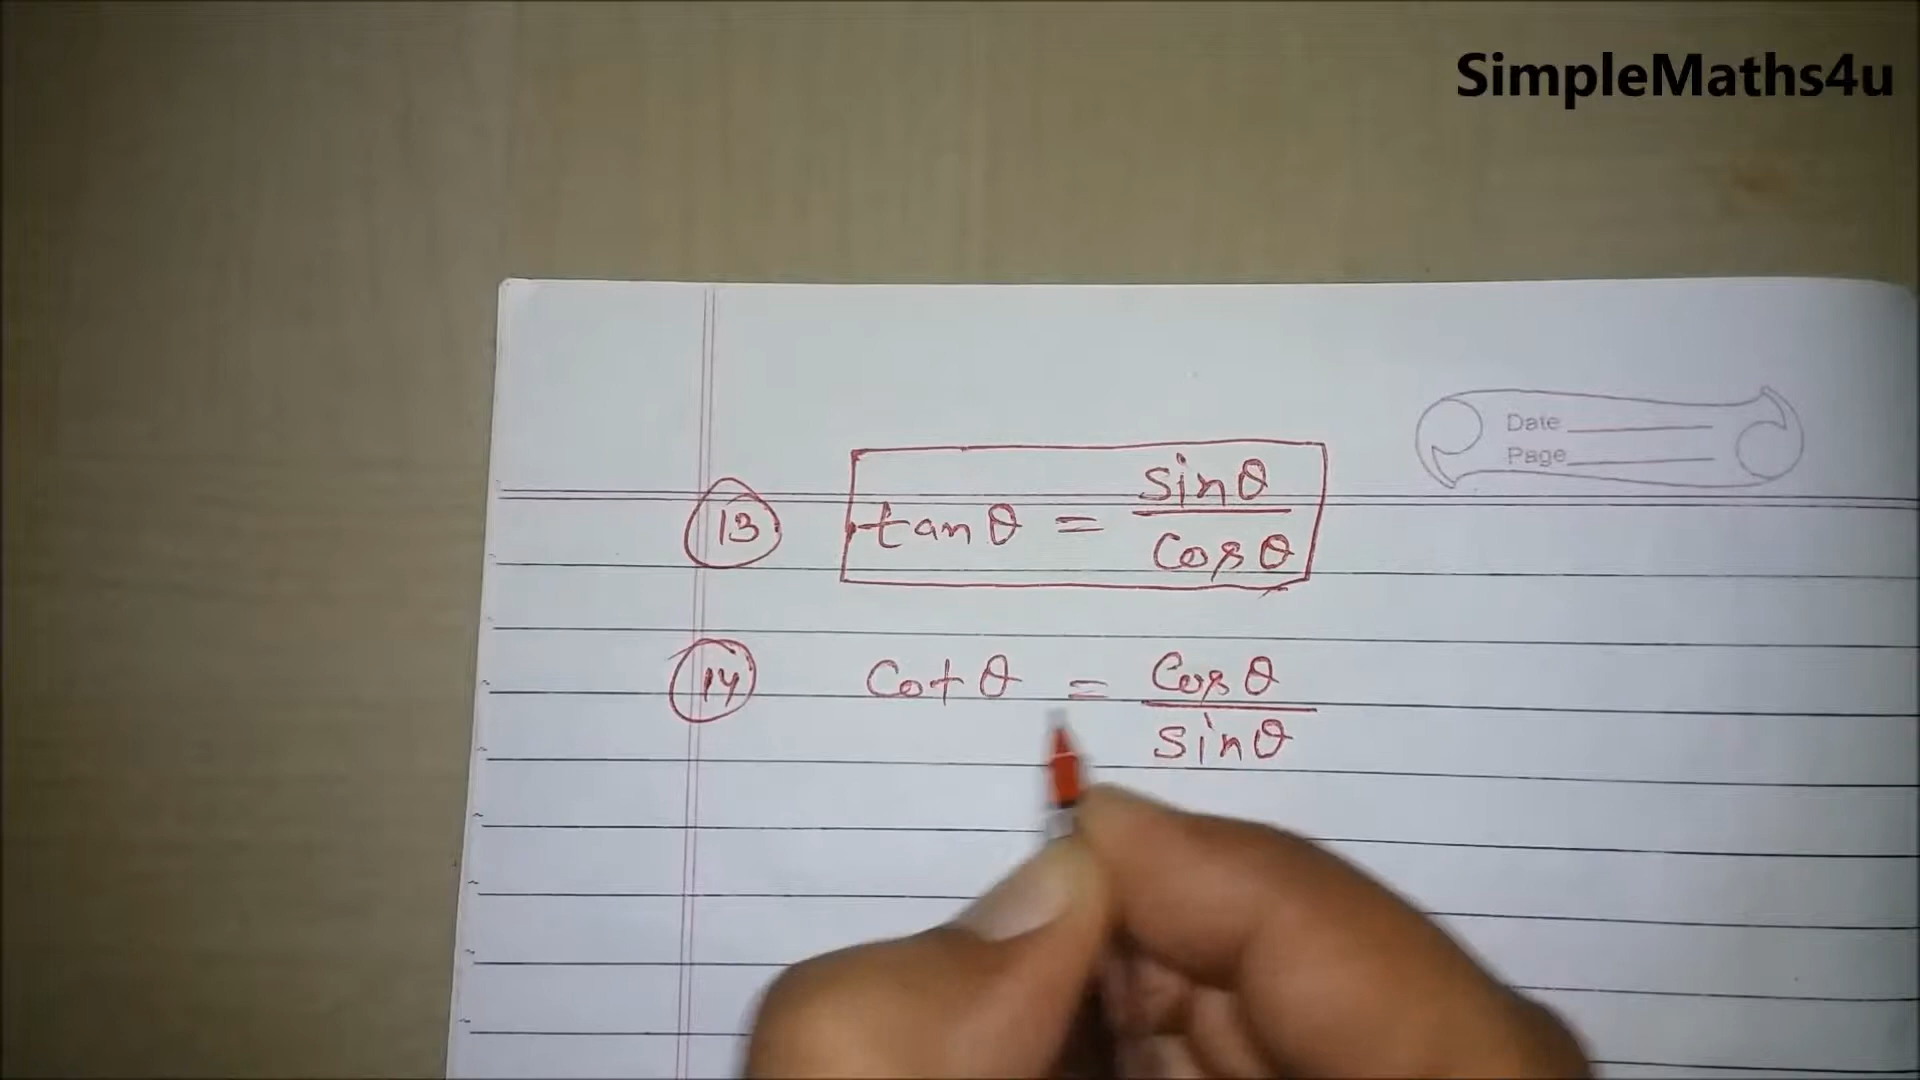 SimpleMaths4u
Date
Page
13 tanθ = sinθ / cosθ
14 cotθ = cosθ / sinθ